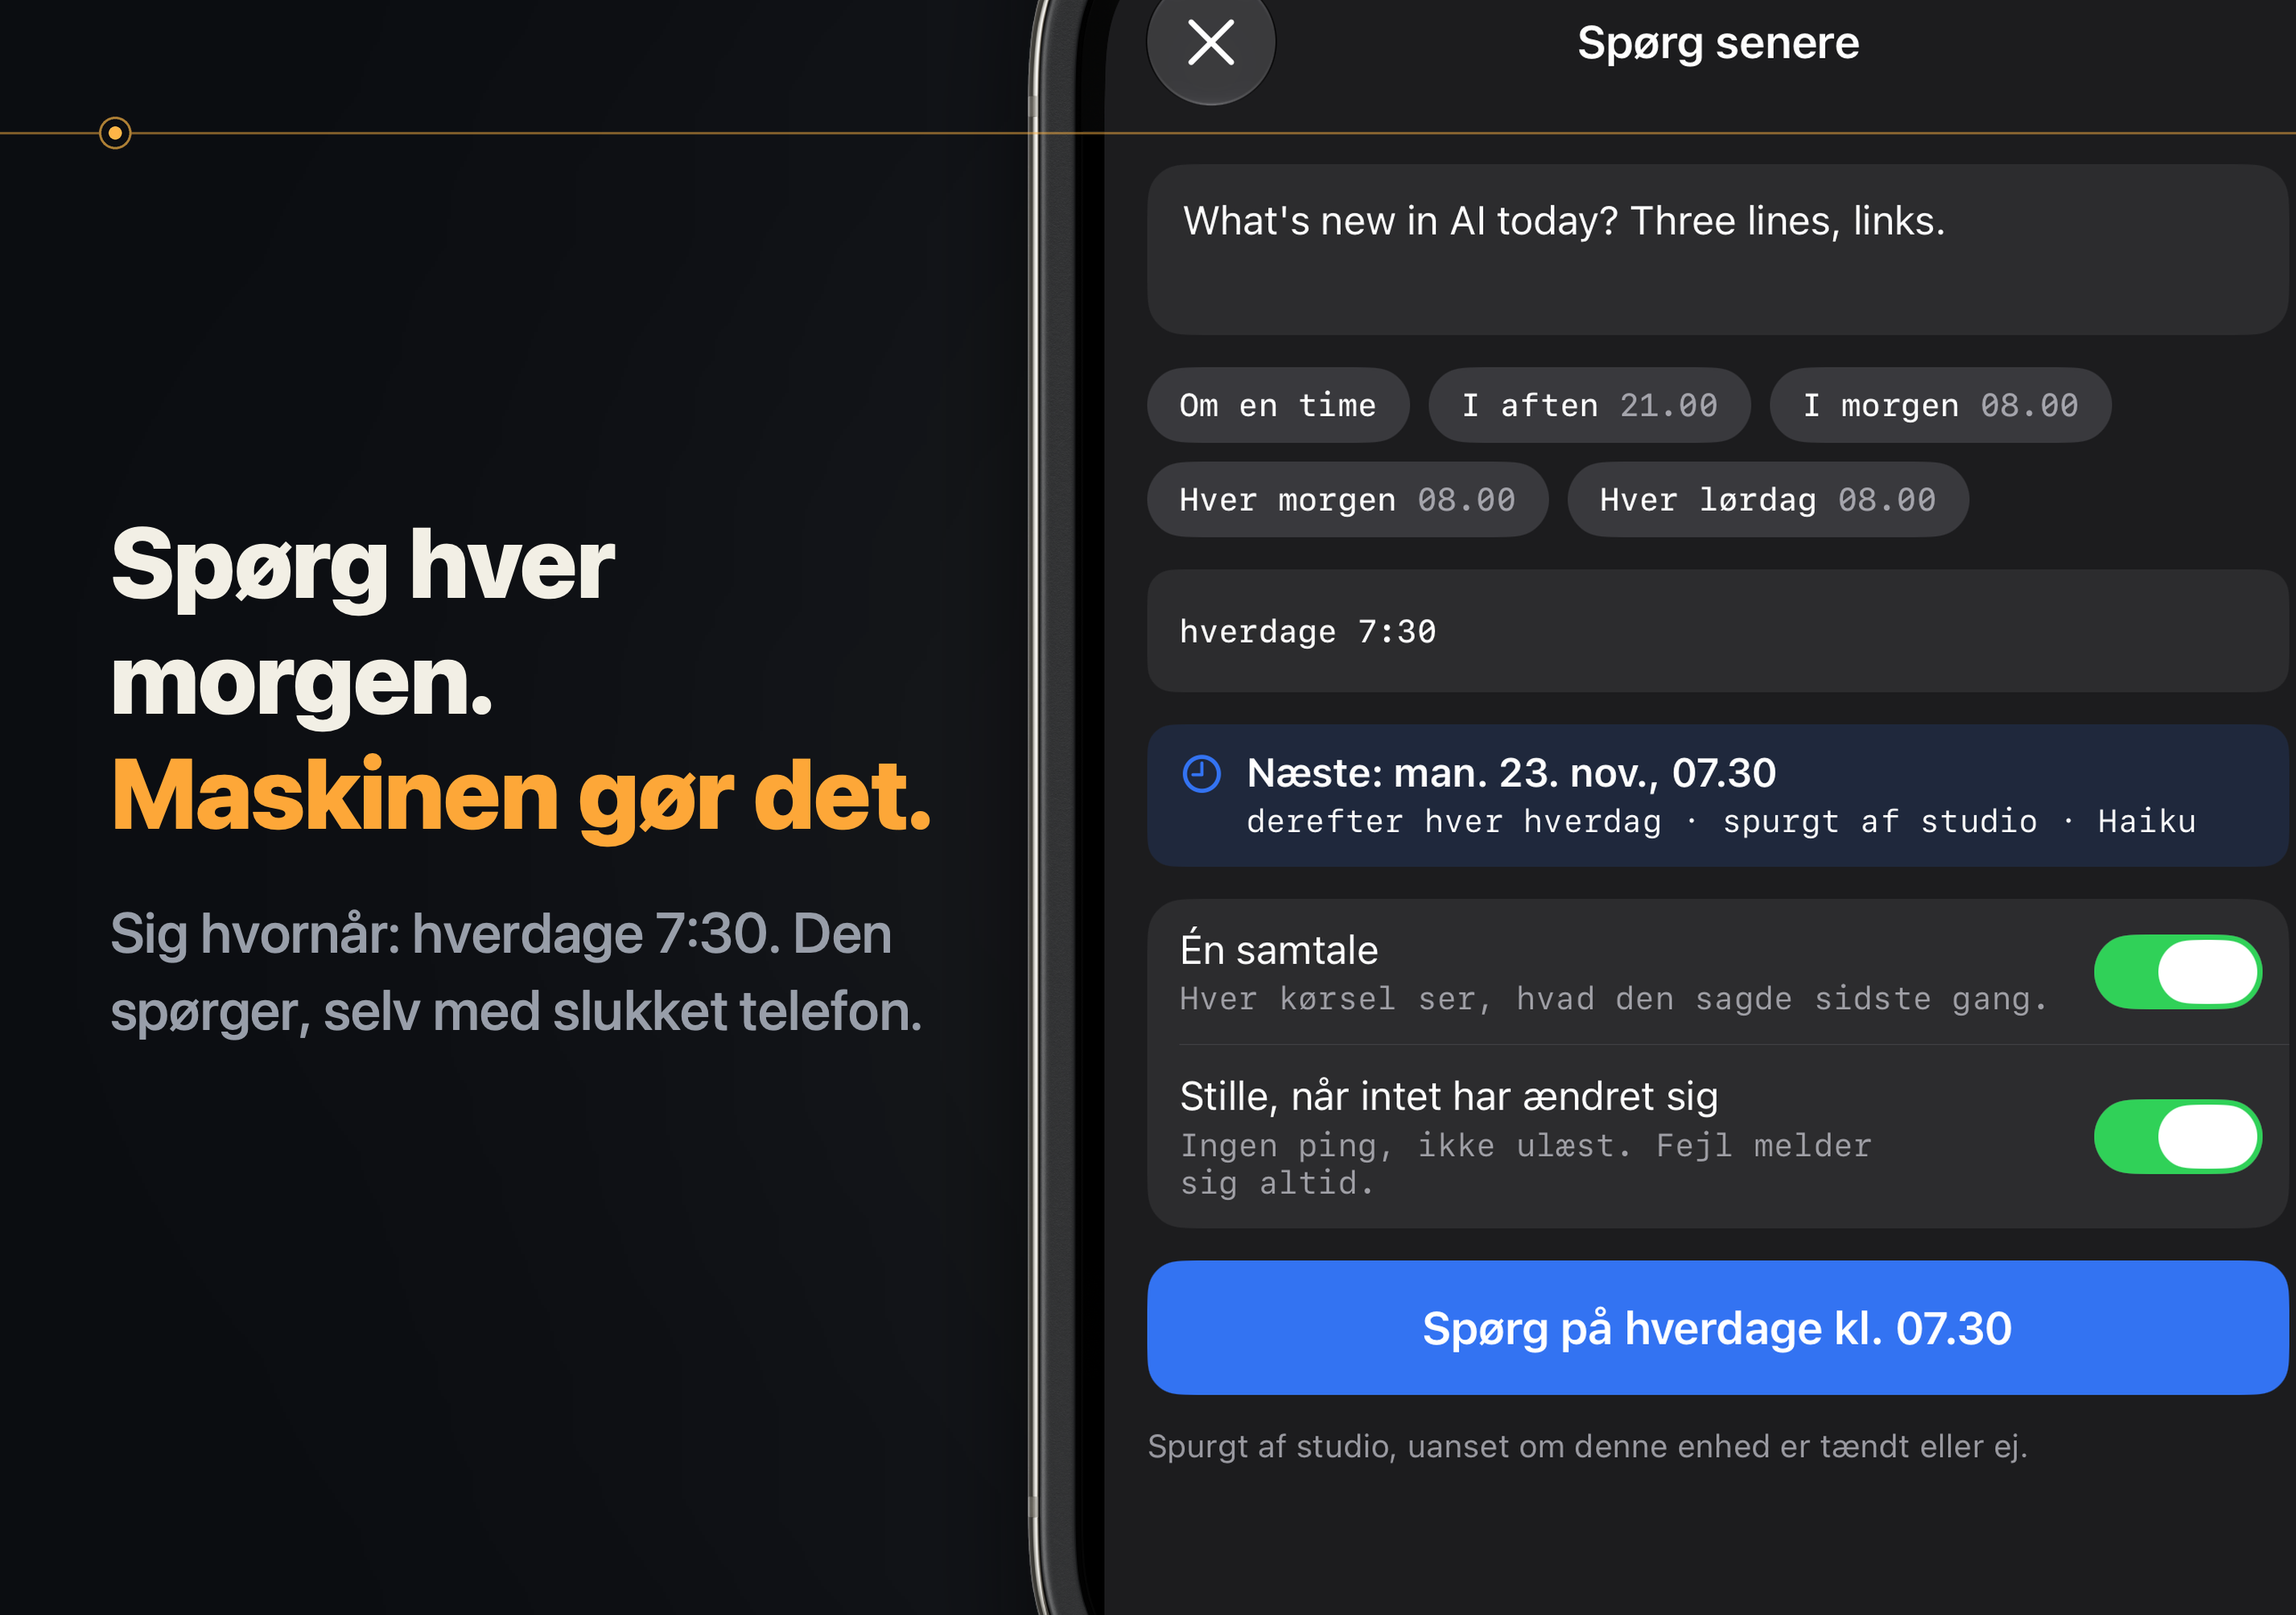 Spørg hver
morgen.
Maskinen gør det.
Sig hvornår: hverdage 7:30. Den
spørger, selv med slukket telefon.
Spørg senere
What's new in AI today? Three lines, links.
Om en time
I aften 21.00
I morgen 08.00
Hver morgen 08.00
Hver lørdag 08.00
hverdage 7:30
Næste: man. 23. nov., 07.30
derefter hver hverdag · spurgt af studio · Haiku
Én samtale
Hver kørsel ser, hvad den sagde sidste gang.
Stille, når intet har ændret sig
Ingen ping, ikke ulæst. Fejl melder
sig altid.
Spørg på hverdage kl. 07.30
Spurgt af studio, uanset om denne enhed er tændt eller ej.